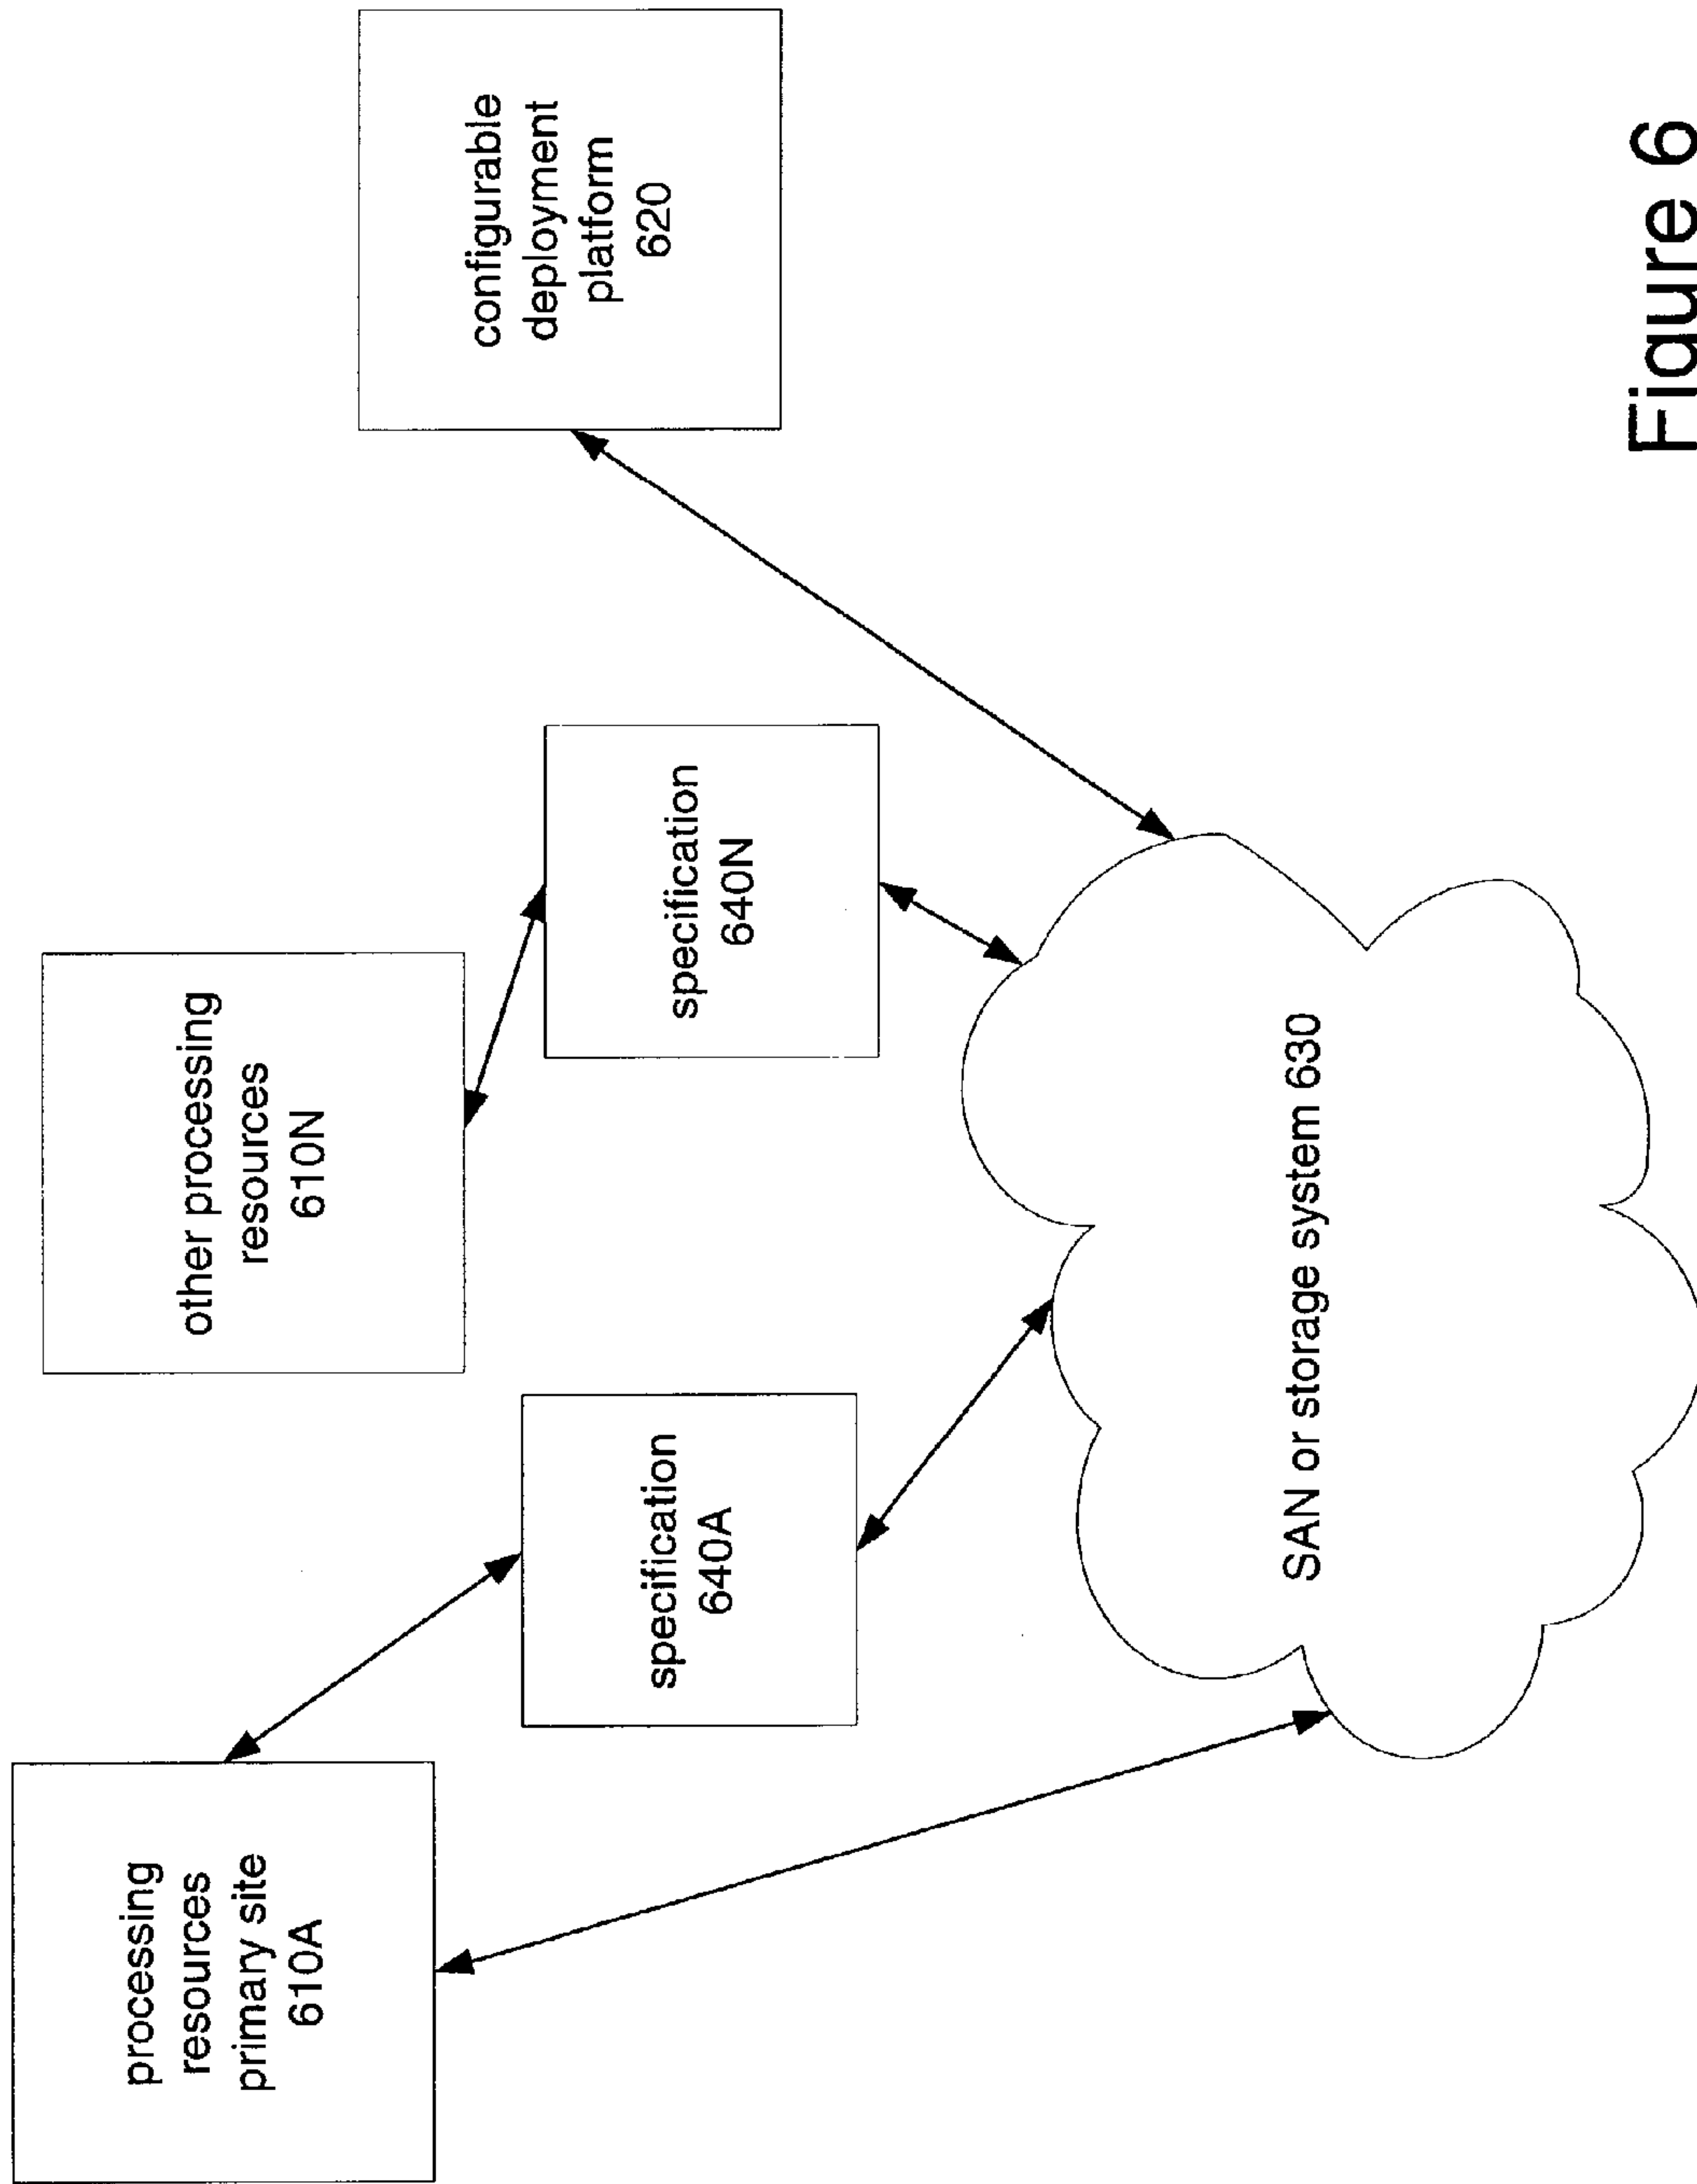 processing
resources
primary site
610A
other processing
resources
610N
configurable
deployment
platform
620
specification
640A
specification
640N
SAN or storage system 630
Figure 6